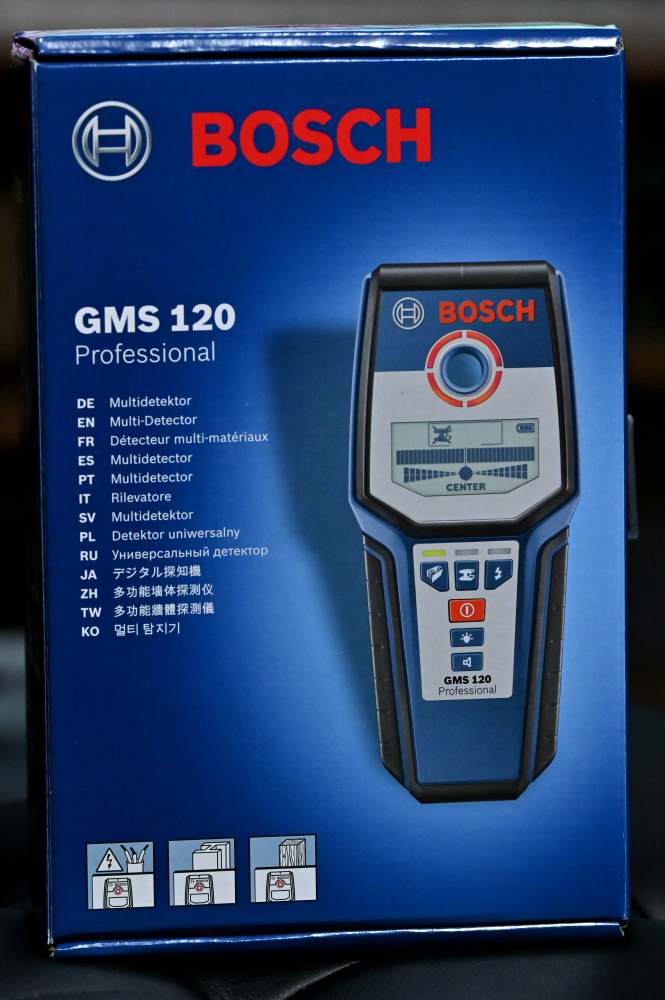 BOSCH
GMS 120
Professional
DE Multidetektor
EN Multi-Detector
FR Détecteur multi-matériaux
ES Multidetector
PT Multidetector
IT Rilevatore
SV Multidetektor
PL Detektor uniwersalny
RU Универсальный детектор
JA デジタル探知機
ZH 多功能墙体探测仪
TW 多功能牆體探測儀
KO 멀티 탐지기
BOSCH
CENTER
GMS 120
Professional